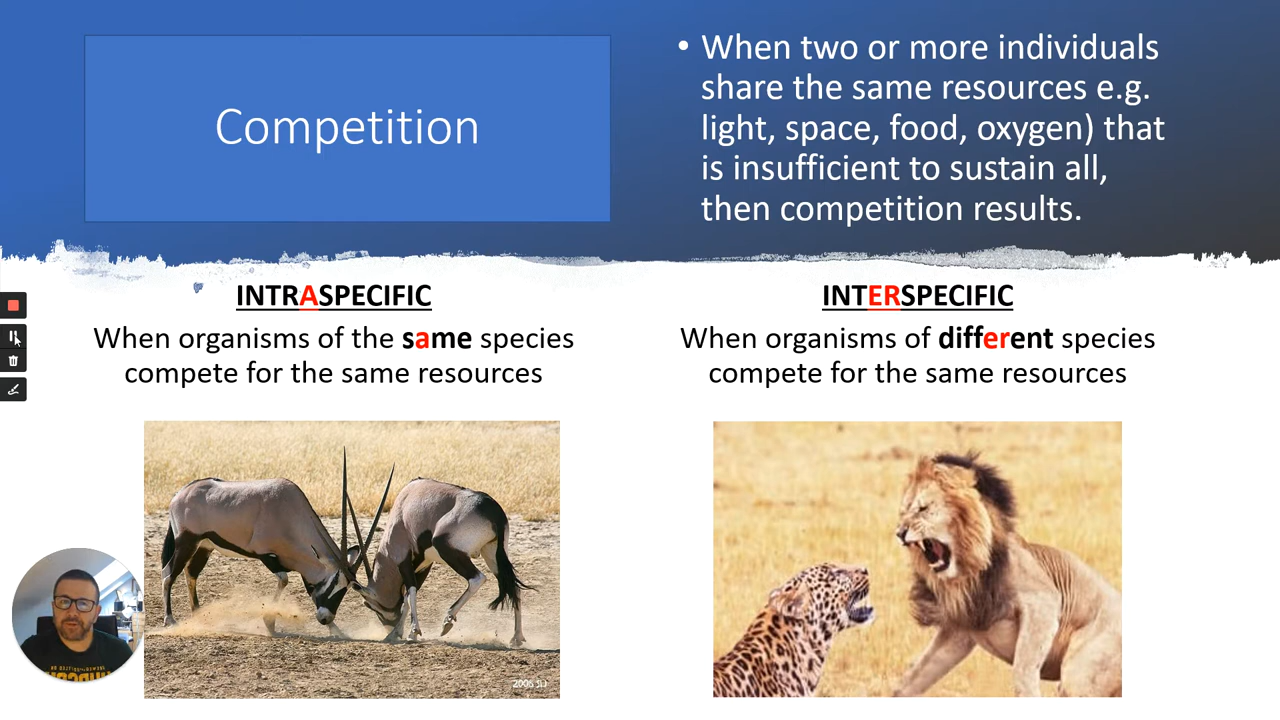 Competition
• When two or more individuals
share the same resources e.g.
light, space, food, oxygen) that
is insufficient to sustain all,
then competition results.
INTRASPECIFIC
When organisms of the same species
compete for the same resources
INTERSPECIFIC
When organisms of different species
compete for the same resources